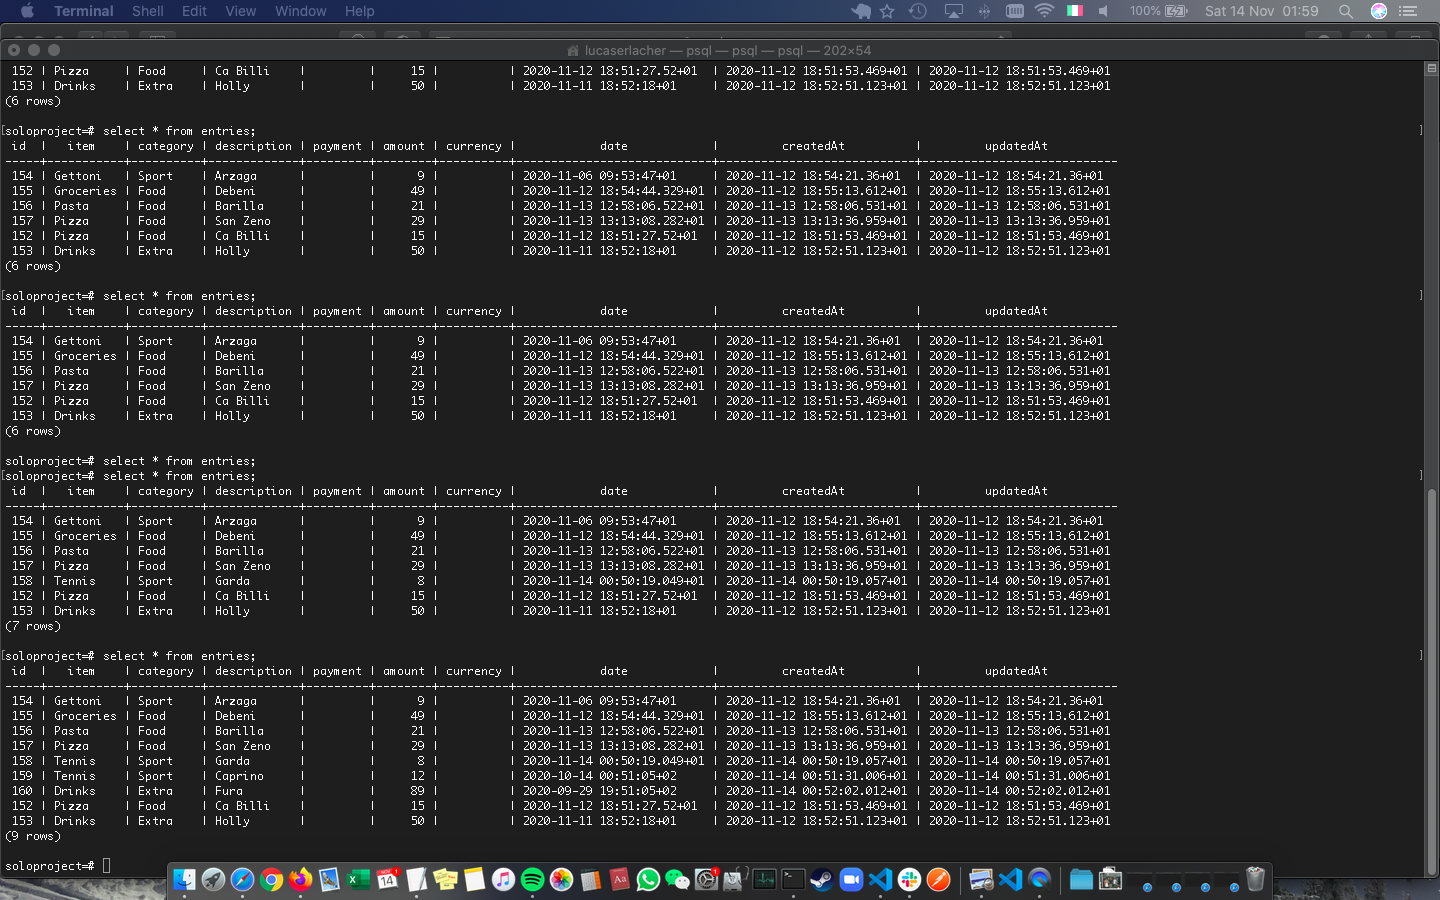 Terminal Shell Edit View Window Help 100% Sat 14 Nov 01:59
lucaserlacher — psql — psql — psql — 202×54
152 | Pizza | Food | Ca Billi | | 15 | | 2020-11-12 18:51:27.52+01 | 2020-11-12 18:51:53.469+01 | 2020-11-12 18:51:53.469+01
153 | Drinks | Extra | Holly | | 50 | | 2020-11-11 18:52:18+01 | 2020-11-12 18:52:51.123+01 | 2020-11-12 18:52:51.123+01
(6 rows)
[soloproject=# select * from entries; ]
id | item | category | description | payment | amount | currency | date | createdAt | updatedAt
-----+-----------+----------+-------------+---------+--------+----------+----------------------------+----------------------------+----------------------------
154 | Gettoni | Sport | Arzaga | | 9 | | 2020-11-06 09:53:47+01 | 2020-11-12 18:54:21.36+01 | 2020-11-12 18:54:21.36+01
155 | Groceries | Food | Debeni | | 49 | | 2020-11-12 18:54:44.329+01 | 2020-11-12 18:55:13.612+01 | 2020-11-12 18:55:13.612+01
156 | Pasta | Food | Barilla | | 21 | | 2020-11-13 12:58:06.522+01 | 2020-11-13 12:58:06.531+01 | 2020-11-13 12:58:06.531+01
157 | Pizza | Food | San Zeno | | 29 | | 2020-11-13 13:13:08.282+01 | 2020-11-13 13:13:36.959+01 | 2020-11-13 13:13:36.959+01
152 | Pizza | Food | Ca Billi | | 15 | | 2020-11-12 18:51:27.52+01 | 2020-11-12 18:51:53.469+01 | 2020-11-12 18:51:53.469+01
153 | Drinks | Extra | Holly | | 50 | | 2020-11-11 18:52:18+01 | 2020-11-12 18:52:51.123+01 | 2020-11-12 18:52:51.123+01
(6 rows)
[soloproject=# select * from entries; ]
id | item | category | description | payment | amount | currency | date | createdAt | updatedAt
-----+-----------+----------+-------------+---------+--------+----------+----------------------------+----------------------------+----------------------------
154 | Gettoni | Sport | Arzaga | | 9 | | 2020-11-06 09:53:47+01 | 2020-11-12 18:54:21.36+01 | 2020-11-12 18:54:21.36+01
155 | Groceries | Food | Debeni | | 49 | | 2020-11-12 18:54:44.329+01 | 2020-11-12 18:55:13.612+01 | 2020-11-12 18:55:13.612+01
156 | Pasta | Food | Barilla | | 21 | | 2020-11-13 12:58:06.522+01 | 2020-11-13 12:58:06.531+01 | 2020-11-13 12:58:06.531+01
157 | Pizza | Food | San Zeno | | 29 | | 2020-11-13 13:13:08.282+01 | 2020-11-13 13:13:36.959+01 | 2020-11-13 13:13:36.959+01
152 | Pizza | Food | Ca Billi | | 15 | | 2020-11-12 18:51:27.52+01 | 2020-11-12 18:51:53.469+01 | 2020-11-12 18:51:53.469+01
153 | Drinks | Extra | Holly | | 50 | | 2020-11-11 18:52:18+01 | 2020-11-12 18:52:51.123+01 | 2020-11-12 18:52:51.123+01
(6 rows)
soloproject=# select * from entries;
[soloproject=# select * from entries; ]
id | item | category | description | payment | amount | currency | date | createdAt | updatedAt
-----+-----------+----------+-------------+---------+--------+----------+----------------------------+----------------------------+----------------------------
154 | Gettoni | Sport | Arzaga | | 9 | | 2020-11-06 09:53:47+01 | 2020-11-12 18:54:21.36+01 | 2020-11-12 18:54:21.36+01
155 | Groceries | Food | Debeni | | 49 | | 2020-11-12 18:54:44.329+01 | 2020-11-12 18:55:13.612+01 | 2020-11-12 18:55:13.612+01
156 | Pasta | Food | Barilla | | 21 | | 2020-11-13 12:58:06.522+01 | 2020-11-13 12:58:06.531+01 | 2020-11-13 12:58:06.531+01
157 | Pizza | Food | San Zeno | | 29 | | 2020-11-13 13:13:08.282+01 | 2020-11-13 13:13:36.959+01 | 2020-11-13 13:13:36.959+01
158 | Tennis | Sport | Garda | | 8 | | 2020-11-14 00:50:19.049+01 | 2020-11-14 00:50:19.057+01 | 2020-11-14 00:50:19.057+01
152 | Pizza | Food | Ca Billi | | 15 | | 2020-11-12 18:51:27.52+01 | 2020-11-12 18:51:53.469+01 | 2020-11-12 18:51:53.469+01
153 | Drinks | Extra | Holly | | 50 | | 2020-11-11 18:52:18+01 | 2020-11-12 18:52:51.123+01 | 2020-11-12 18:52:51.123+01
(7 rows)
[soloproject=# select * from entries; ]
id | item | category | description | payment | amount | currency | date | createdAt | updatedAt
-----+-----------+----------+-------------+---------+--------+----------+----------------------------+----------------------------+----------------------------
154 | Gettoni | Sport | Arzaga | | 9 | | 2020-11-06 09:53:47+01 | 2020-11-12 18:54:21.36+01 | 2020-11-12 18:54:21.36+01
155 | Groceries | Food | Debeni | | 49 | | 2020-11-12 18:54:44.329+01 | 2020-11-12 18:55:13.612+01 | 2020-11-12 18:55:13.612+01
156 | Pasta | Food | Barilla | | 21 | | 2020-11-13 12:58:06.522+01 | 2020-11-13 12:58:06.531+01 | 2020-11-13 12:58:06.531+01
157 | Pizza | Food | San Zeno | | 29 | | 2020-11-13 13:13:08.282+01 | 2020-11-13 13:13:36.959+01 | 2020-11-13 13:13:36.959+01
158 | Tennis | Sport | Garda | | 8 | | 2020-11-14 00:50:19.049+01 | 2020-11-14 00:50:19.057+01 | 2020-11-14 00:50:19.057+01
159 | Tennis | Sport | Caprino | | 12 | | 2020-10-14 00:51:05+02 | 2020-11-14 00:51:31.006+01 | 2020-11-14 00:51:31.006+01
160 | Drinks | Extra | Fura | | 89 | | 2020-09-29 19:51:05+02 | 2020-11-14 00:52:02.012+01 | 2020-11-14 00:52:02.012+01
152 | Pizza | Food | Ca Billi | | 15 | | 2020-11-12 18:51:27.52+01 | 2020-11-12 18:51:53.469+01 | 2020-11-12 18:51:53.469+01
153 | Drinks | Extra | Holly | | 50 | | 2020-11-11 18:52:18+01 | 2020-11-12 18:52:51.123+01 | 2020-11-12 18:52:51.123+01
(9 rows)
soloproject=#